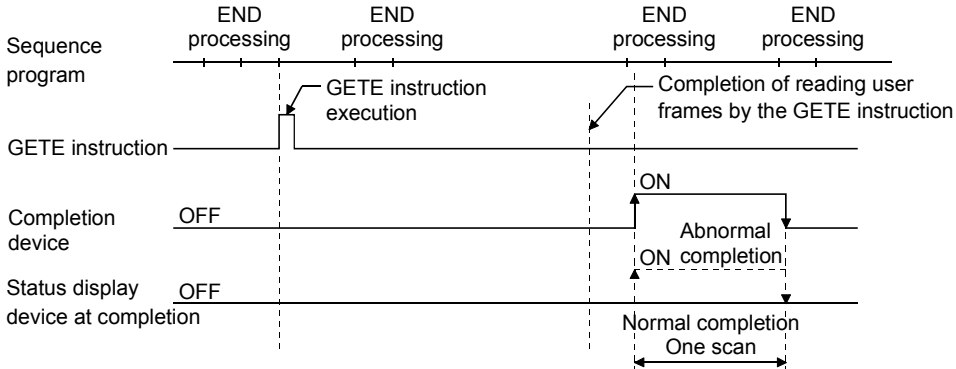 END
processing
END
processing
END
processing
END
processing
Sequence
program
GETE instruction
execution
Completion of reading user
frames by the GETE instruction
GETE instruction
ON
Completion
device
OFF
Abnormal
completion
ON
Status display
device at completion
OFF
Normal completion
One scan